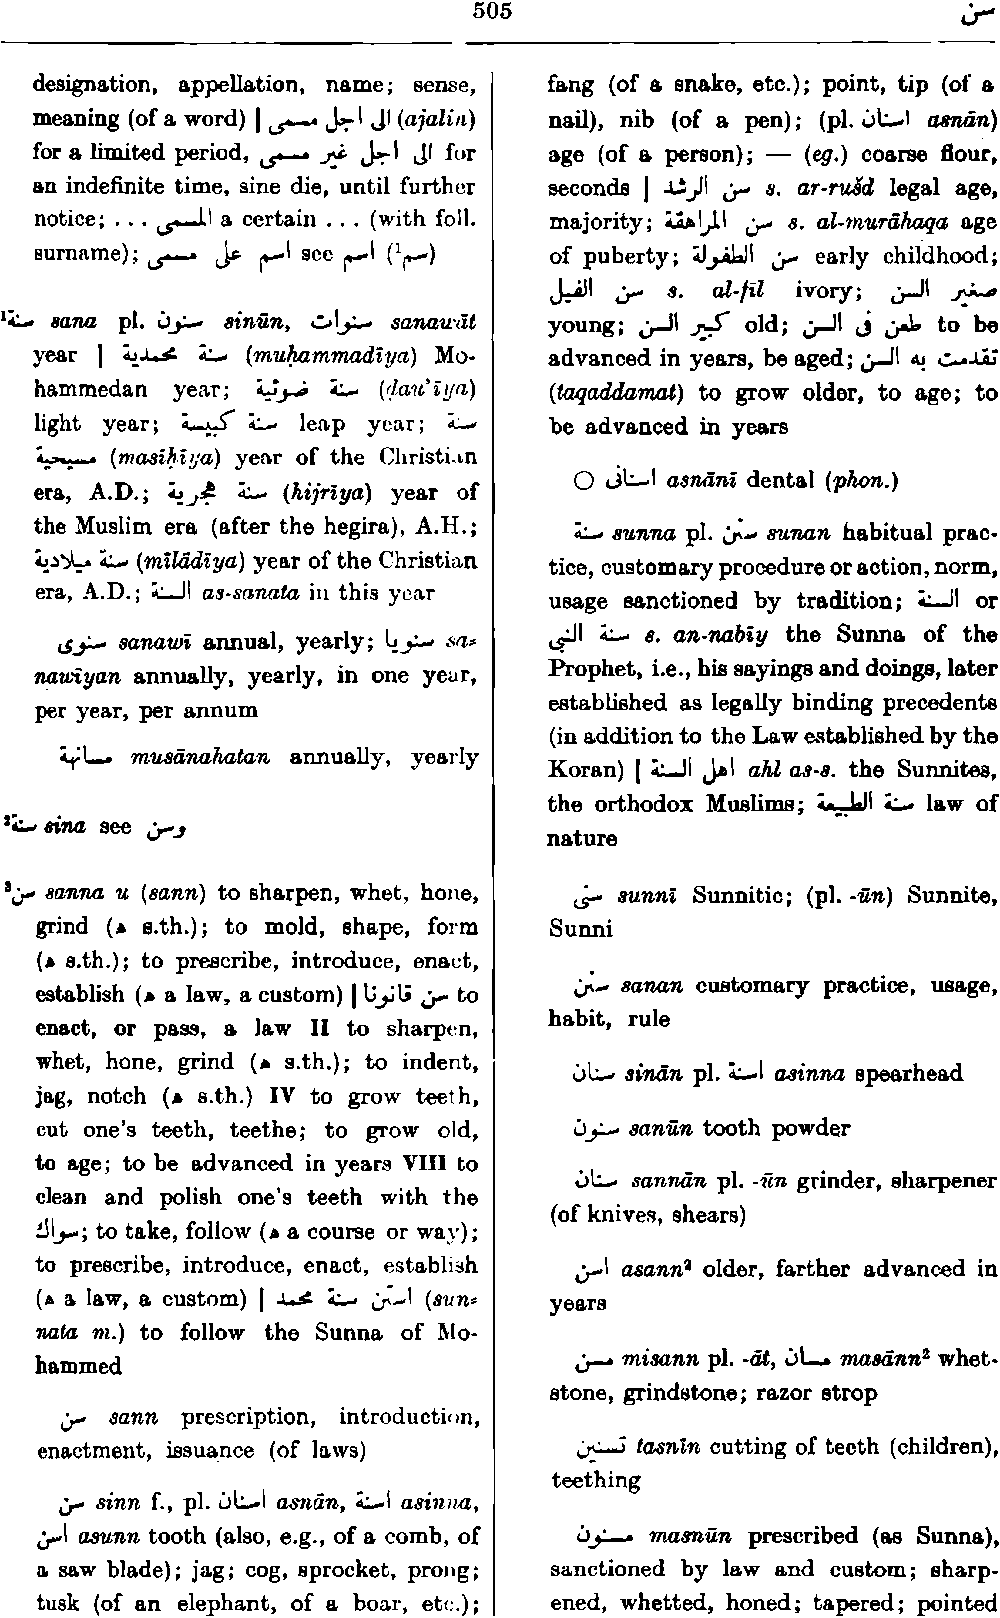 505
سن
designation, appellation, name; sense,
meaning (of a word) | الى اجل مسمى (ajalin)
for a limited period, الى اجل غير مسمى for
an indefinite time, sine die, until further
notice; ... المسمى a certain ... (with foll.
surname); اسم على مسمى see اسم (¹سم)
¹سنة sana pl. سنون sinūn, سنوات sanawāt
year | سنة محمدية (muḥammadīya) Mo-
hammedan year; سنة ضوئية (ḍau'īya)
light year; سنة كبيسة leap year; سنة
مسيحية (masīḥīya) year of the Christian
era, A.D.; سنة هجرية (hijrīya) year of
the Muslim era (after the hegira), A.H.;
سنة ميلادية (mīlādīya) year of the Christian
era, A.D.; السنة as-sanata in this year
سنوى sanawī annual, yearly; سنويا sa=
nawīyan annually, yearly, in one year,
per year, per annum
مسانهة musānahatan annually, yearly
²سنة sina see وسن
³سن sanna u (sann) to sharpen, whet, hone,
grind (ه s.th.); to mold, shape, form
(ه s.th.); to prescribe, introduce, enact,
establish (ه a law, a custom) | سن قانونا to
enact, or pass, a law II to sharpen,
whet, hone, grind (ه s.th.); to indent,
jag, notch (ه s.th.) IV to grow teeth,
cut one's teeth, teethe; to grow old,
to age; to be advanced in years VIII to
clean and polish one's teeth with the
سواك; to take, follow (ه a course or way);
to prescribe, introduce, enact, establish
(ه a law, a custom) | استن سنة محمد (sun=
nata m.) to follow the Sunna of Mo-
hammed
سن sann prescription, introduction,
enactment, issuance (of laws)
سن sinn f., pl. اسنان asnān, اسنة asinna,
اسن asunn tooth (also, e.g., of a comb, of
a saw blade); jag; cog, sprocket, prong;
tusk (of an elephant, of a boar, etc.);
fang (of a snake, etc.); point, tip (of a
nail), nib (of a pen); (pl. اسنان asnān)
age (of a person); — (eg.) coarse flour,
seconds | سن الرشد s. ar-rušd legal age,
majority; سن المراهقة s. al-murāhaqa age
of puberty; سن الطفولة early childhood;
سن الفيل s. al-fīl ivory; صغير السن
young; كبير السن old; طعن فى السن to be
advanced in years, be aged; تقدمت به السن
(taqaddamat) to grow older, to age; to
be advanced in years
○ اسنانى asnānī dental (phon.)
سنة sunna pl. سنن sunan habitual prac-
tice, customary procedure or action, norm,
usage sanctioned by tradition; السنة or
سنة النبى s. an-nabīy the Sunna of the
Prophet, i.e., his sayings and doings, later
established as legally binding precedents
(in addition to the Law established by the
Koran) | اهل السنة ahl as-s. the Sunnites,
the orthodox Muslims; سنة الطبيعة law of
nature
سنى sunnī Sunnitic; (pl. -ūn) Sunnite,
Sunni
سنن sanan customary practice, usage,
habit, rule
سنان sinān pl. اسنة asinna spearhead
سنون sanūn tooth powder
سنان sannān pl. -ūn grinder, sharpener
(of knives, shears)
اسن asann² older, farther advanced in
years
مسن misann pl. -āt, مسان masānn² whet-
stone, grindstone; razor strop
تسنين tasnīn cutting of teeth (children),
teething
مسنون masnūn prescribed (as Sunna),
sanctioned by law and custom; sharp-
ened, whetted, honed; tapered; pointed